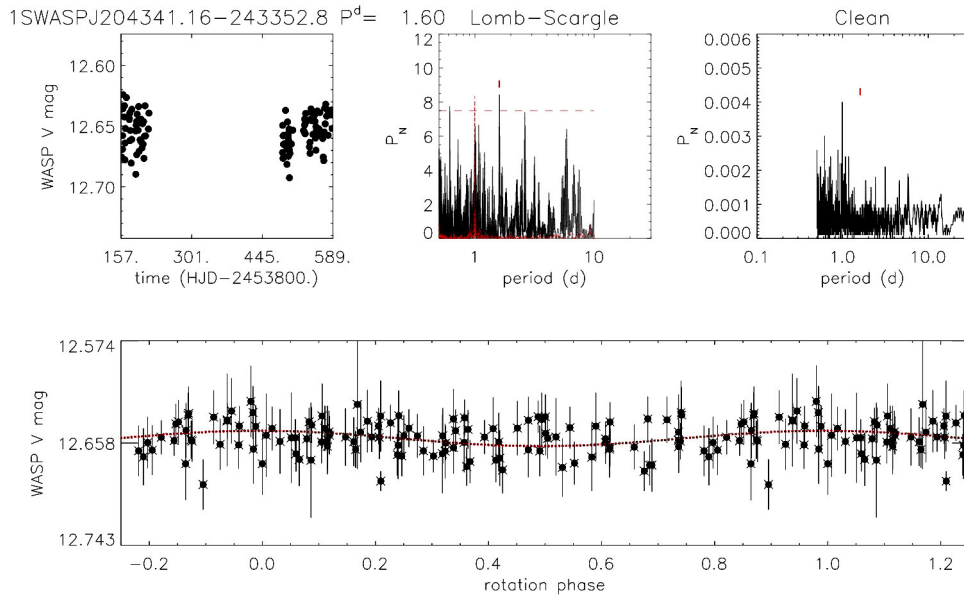 1SWASPJ204341.16−243352.8 P^d= 1.60 Lomb−Scargle Clean
WASP V mag
12.60
12.65
12.70
157. 301. 445. 589.
time (HJD−2453800.)
P_N
14
12
10
8
6
4
2
0
1 10
period (d)
P_N
0.006
0.005
0.004
0.003
0.002
0.001
0.000
0.1 1.0 10.0
period (d)
WASP V mag
12.574
12.658
12.743
−0.2 0.0 0.2 0.4 0.6 0.8 1.0 1.2
rotation phase